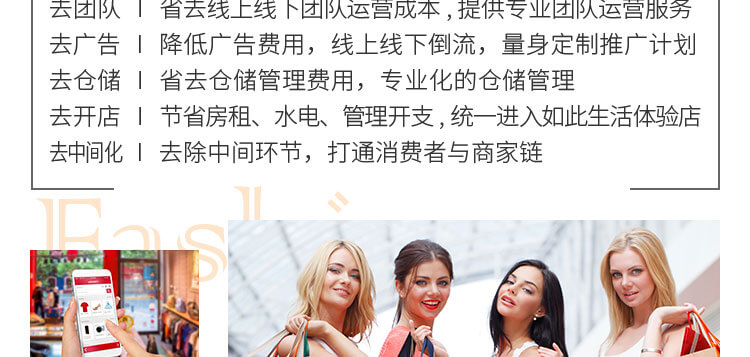 去团队 | 省去线上线下团队运营成本，提供专业团队运营服务
去广告 | 降低广告费用，线上线下倒流，量身定制推广计划
去仓储 | 省去仓储管理费用，专业化的仓储管理
去开店 | 节省房租、水电、管理开支，统一进入如此生活体验店
去中间化 | 去除中间环节，打通消费者与商家链
Fashi